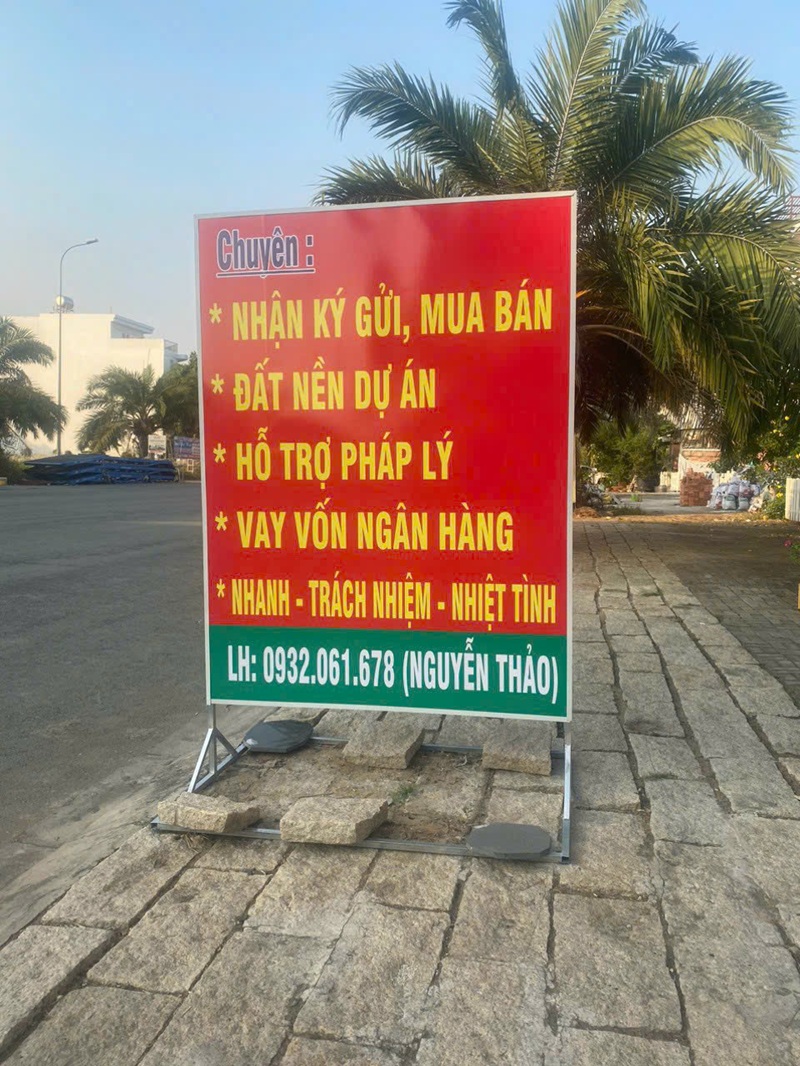 Chuyên :
* NHẬN KÝ GỬI, MUA BÁN
* ĐẤT NỀN DỰ ÁN
* HỖ TRỢ PHÁP LÝ
* VAY VỐN NGÂN HÀNG
* NHANH - TRÁCH NHIỆM - NHIỆT TÌNH
LH: 0932.061.678 (NGUYỄN THẢO)